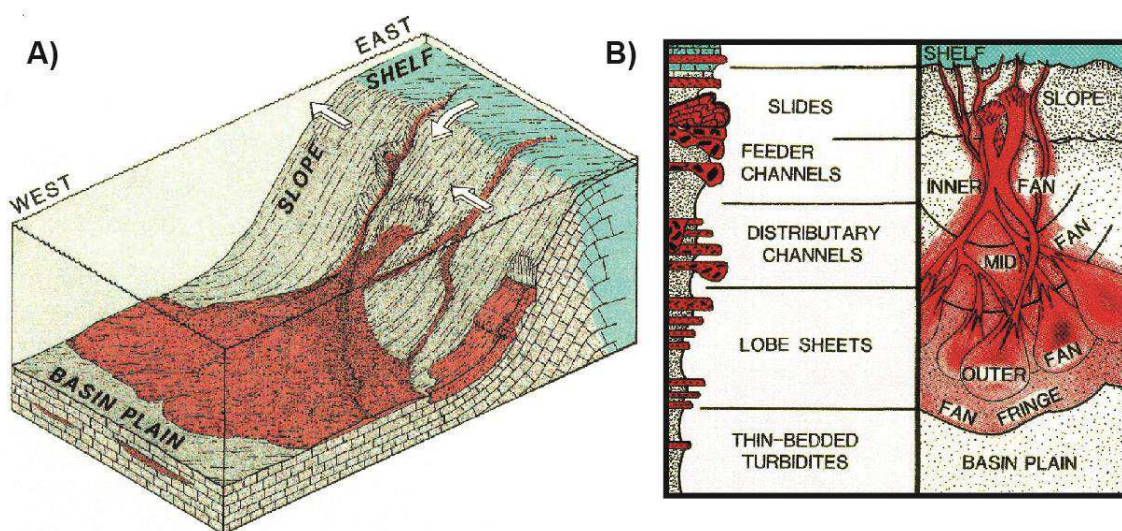 A)
EAST
SHELF
SLOPE
WEST
BASIN PLAIN
B)
SHELF
SLIDES
SLOPE
FEEDER
CHANNELS
INNER FAN
DISTRIBUTARY
CHANNELS
MID FAN
LOBE SHEETS
OUTER FAN
FAN FRINGE
THIN-BEDDED
TURBIDITES
BASIN PLAIN